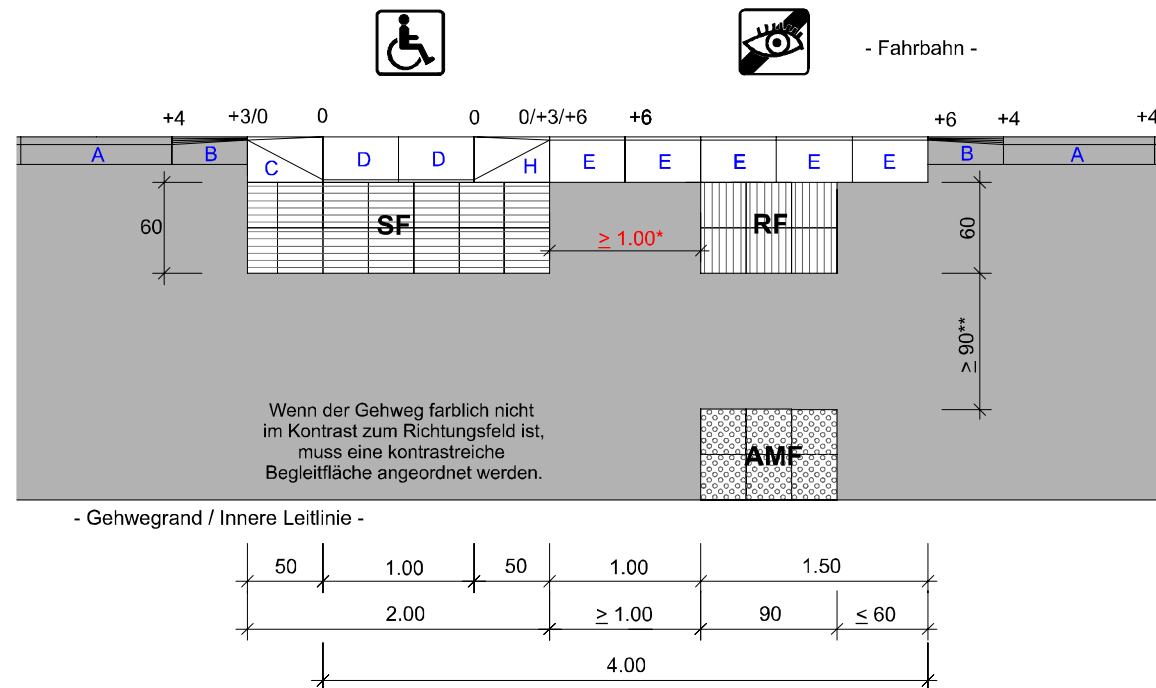 - Fahrbahn -
+4 +3/0 0 0 0/+3/+6 +6 +6 +4 +4
A B C D D H E E E E E B A
60 SF ≥ 1.00* RF 60
≥ 90**
Wenn der Gehweg farblich nicht
im Kontrast zum Richtungsfeld ist,
muss eine kontrastreiche
Begleitfläche angeordnet werden.
AMF
- Gehwegrand / Innere Leitlinie -
50 1.00 50 1.00 1.50
2.00 ≥ 1.00 90 ≤ 60
4.00